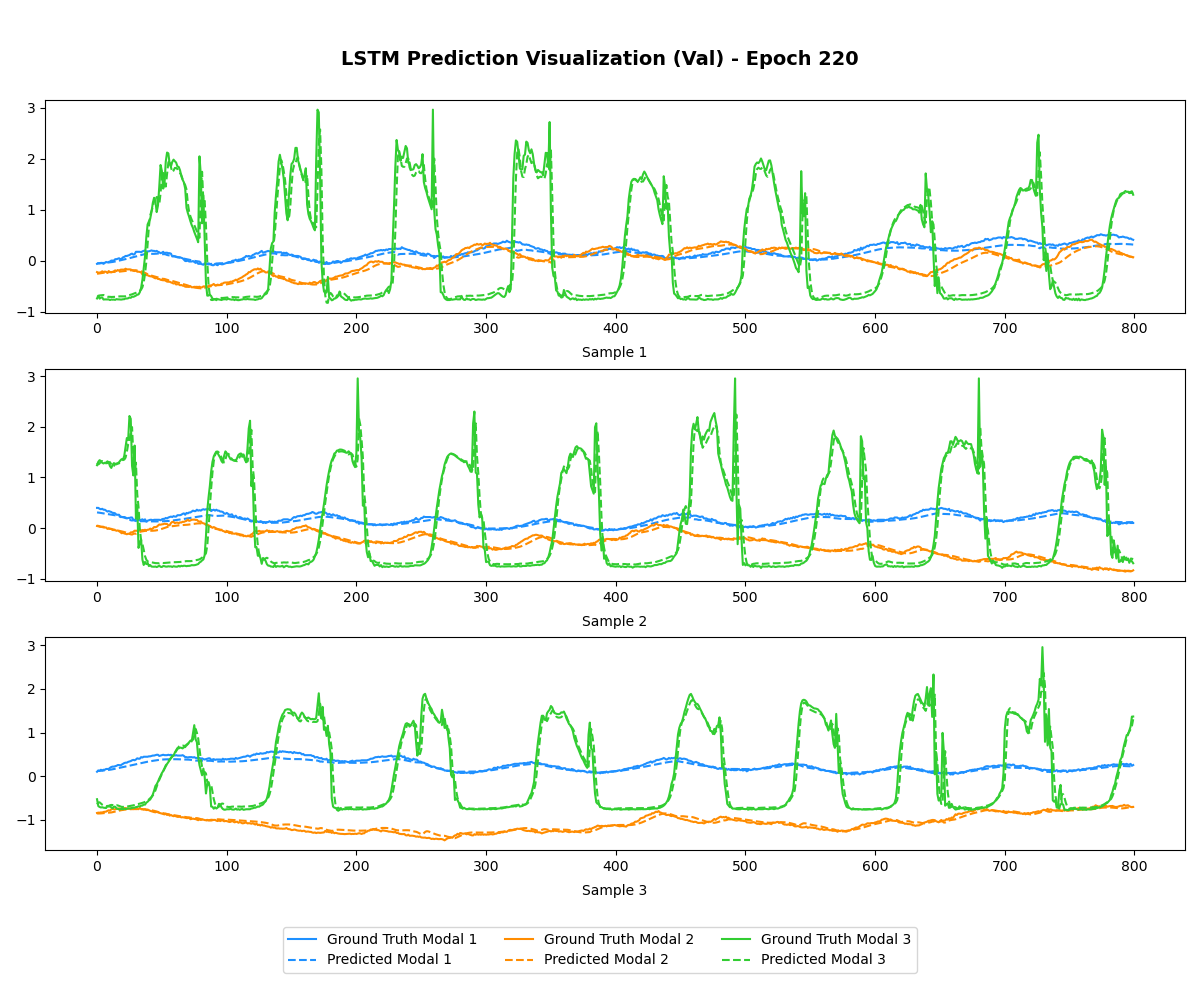 LSTM Prediction Visualization (Val) - Epoch 220
3
2
1
0
−1
0 100 200 300 400 500 600 700 800
Sample 1
3
2
1
0
−1
0 100 200 300 400 500 600 700 800
Sample 2
3
2
1
0
−1
0 100 200 300 400 500 600 700 800
Sample 3
Ground Truth Modal 1 Ground Truth Modal 2 Ground Truth Modal 3
Predicted Modal 1 Predicted Modal 2 Predicted Modal 3